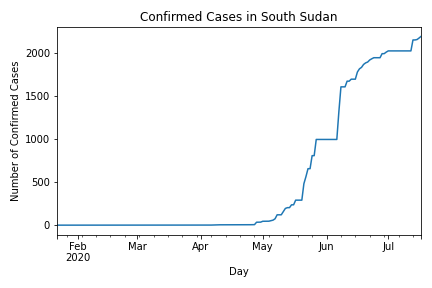 Confirmed Cases in South Sudan
Number of Confirmed Cases
2000
1500
1000
500
0
Feb Mar Apr May Jun Jul
2020
Day